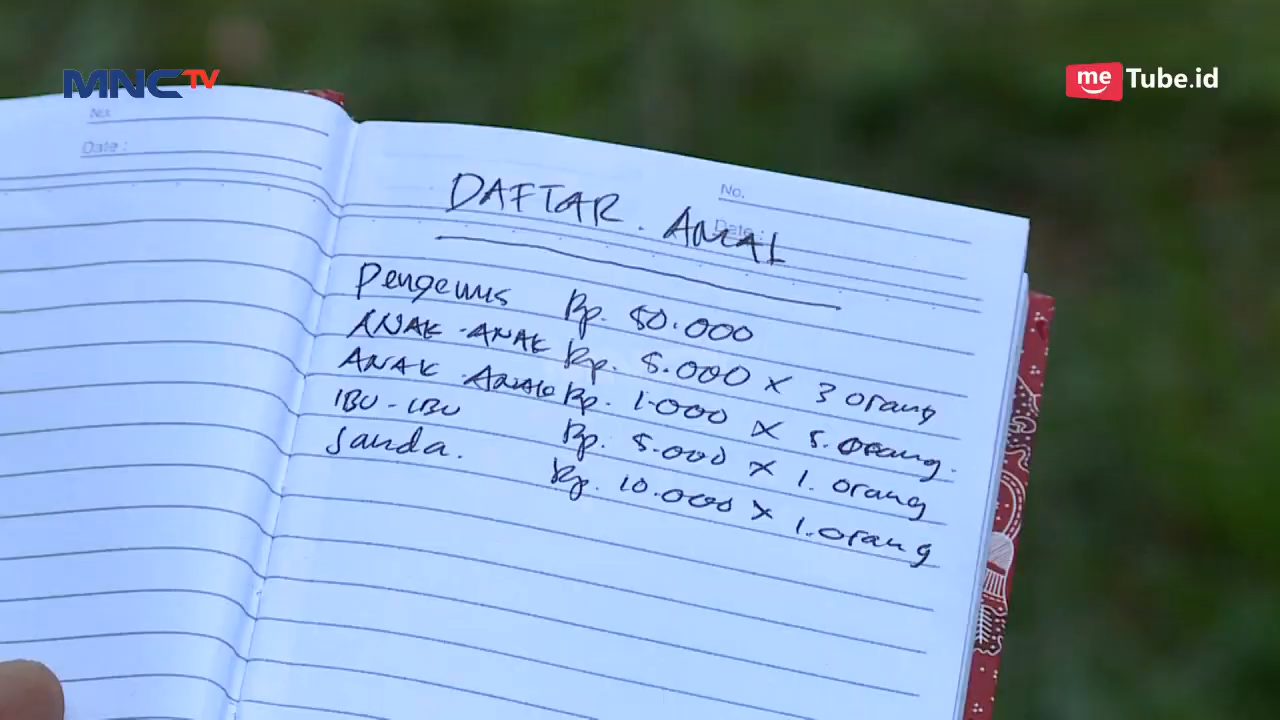 MNCTV
me Tube.id
No.
Date :
No.
Date :
DAFTAR. AMAL
Pengemis Rp. 50.000
ANAK-ANAK Rp. 5.000 x 3 orang
ANAK-ANAK Rp. 1.000 x 5. orang.
IBU-IBU Rp. 5.000 x 1. orang
Janda. Rp. 10.000 x 1. orang